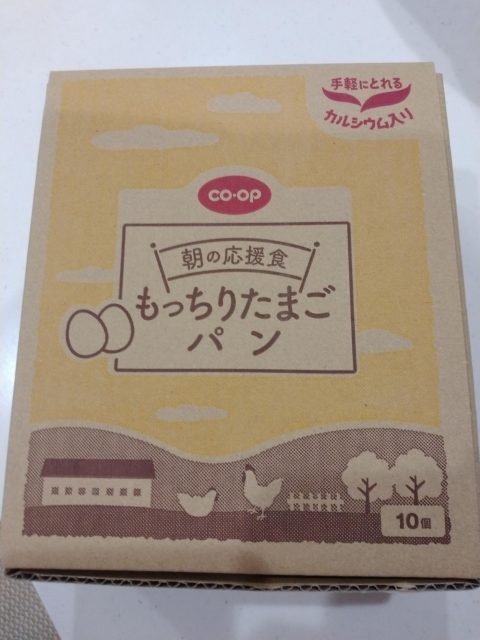 手軽にとれる
カルシウム入り
CO・OP
朝の応援食
もっちりたまご
パン
10個